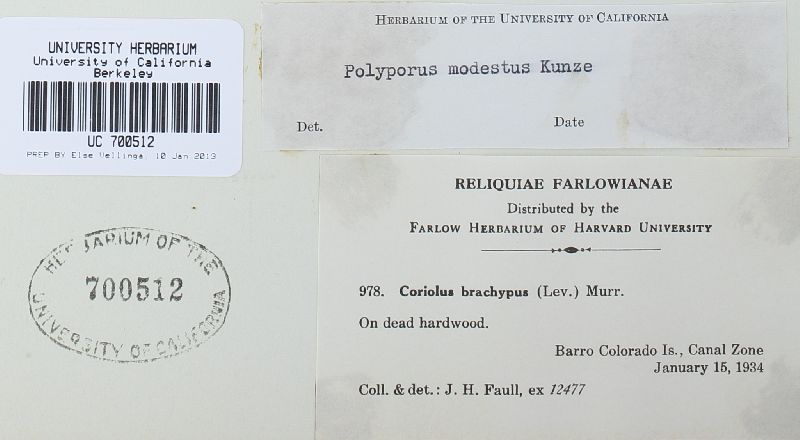 UNIVERSITY HERBARIUM
University of California
Berkeley
UC 700512
PREP BY Else Vellinga, 10 Jan 2013
HERBARIUM OF THE UNIVERSITY OF CALIFORNIA
Polyporus modestus Kunze
Det.
Date
HERBARIUM OF THE
700512
UNIVERSITY OF CALIFORNIA
RELIQUIAE FARLOWIANAE
Distributed by the
FARLOW HERBARIUM OF HARVARD UNIVERSITY
978. Coriolus brachypus (Lev.) Murr.
On dead hardwood.
Barro Colorado Is., Canal Zone
January 15, 1934
Coll. & det.: J. H. Faull, ex 12477